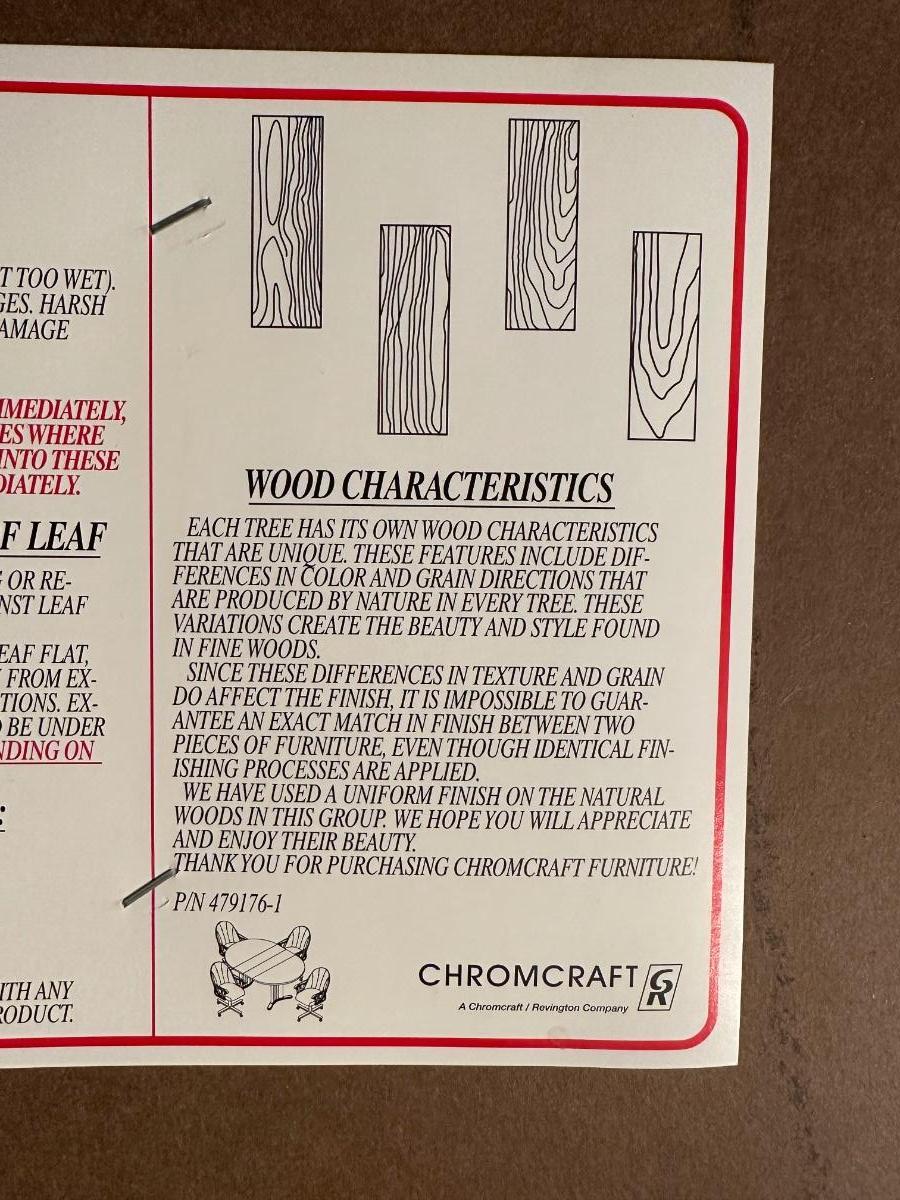 T TOO WET).
GES. HARSH
AMAGE
MMEDIATELY,
ES WHERE
INTO THESE
DIATELY.
F LEAF
G OR RE-
NST LEAF
EAF FLAT,
FROM EX-
TIONS. EX-
BE UNDER
NDING ON
:
ITH ANY
RODUCT.
WOOD CHARACTERISTICS
EACH TREE HAS ITS OWN WOOD CHARACTERISTICS
THAT ARE UNIQUE. THESE FEATURES INCLUDE DIF-
FERENCES IN COLOR AND GRAIN DIRECTIONS THAT
ARE PRODUCED BY NATURE IN EVERY TREE. THESE
VARIATIONS CREATE THE BEAUTY AND STYLE FOUND
IN FINE WOODS.
SINCE THESE DIFFERENCES IN TEXTURE AND GRAIN
DO AFFECT THE FINISH, IT IS IMPOSSIBLE TO GUAR-
ANTEE AN EXACT MATCH IN FINISH BETWEEN TWO
PIECES OF FURNITURE, EVEN THOUGH IDENTICAL FIN-
ISHING PROCESSES ARE APPLIED.
WE HAVE USED A UNIFORM FINISH ON THE NATURAL
WOODS IN THIS GROUP. WE HOPE YOU WILL APPRECIATE
AND ENJOY THEIR BEAUTY.
THANK YOU FOR PURCHASING CHROMCRAFT FURNITURE!
P/N 479176-1
CHROMCRAFT CR
A Chromcraft / Revington Company